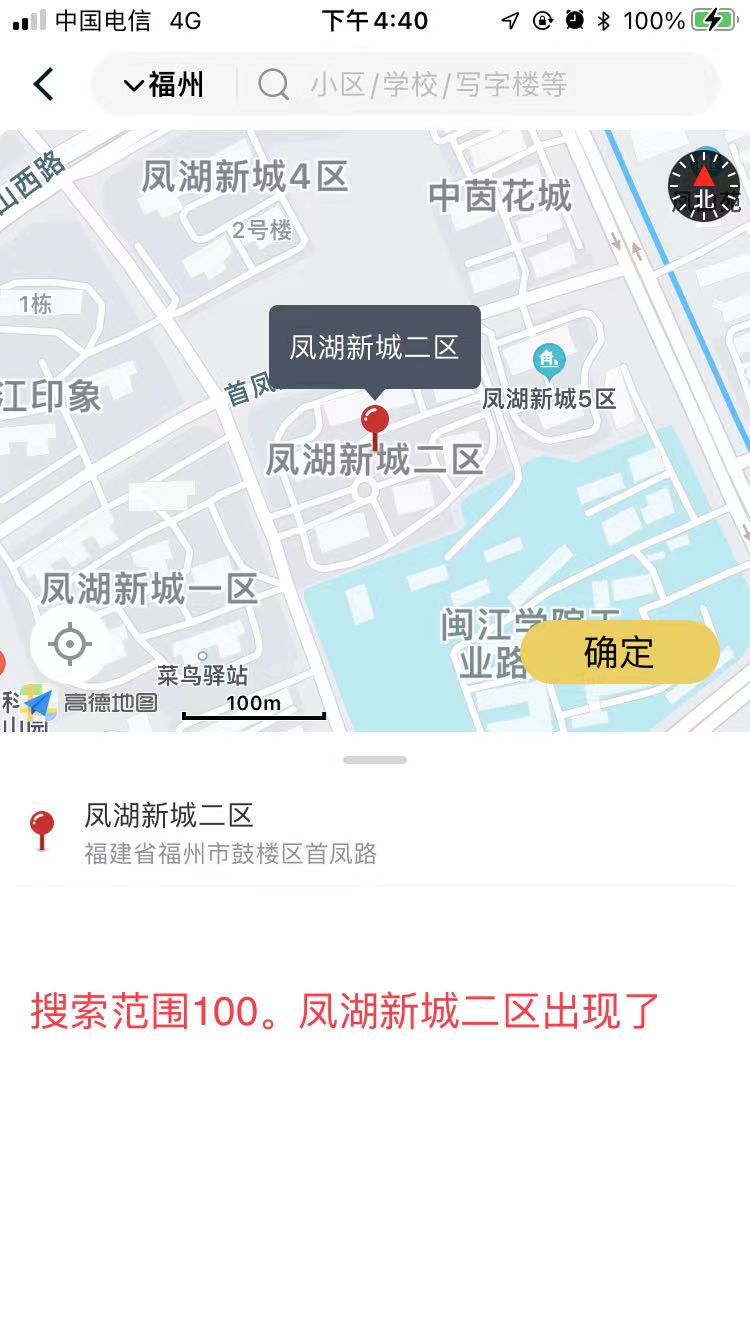 中国电信 4G 下午4:40 100%
福州 小区/学校/写字楼等
山西路
凤湖新城4区
中茵花城
北
2号楼
1栋
凤湖新城二区
首凤
江印象
凤湖新城5区
凤湖新城二区
凤湖新城一区
闽江学院工
业路
确定
菜鸟驿站
高德地图
100m
凤湖新城二区
福建省福州市鼓楼区首凤路
搜索范围100。凤湖新城二区出现了